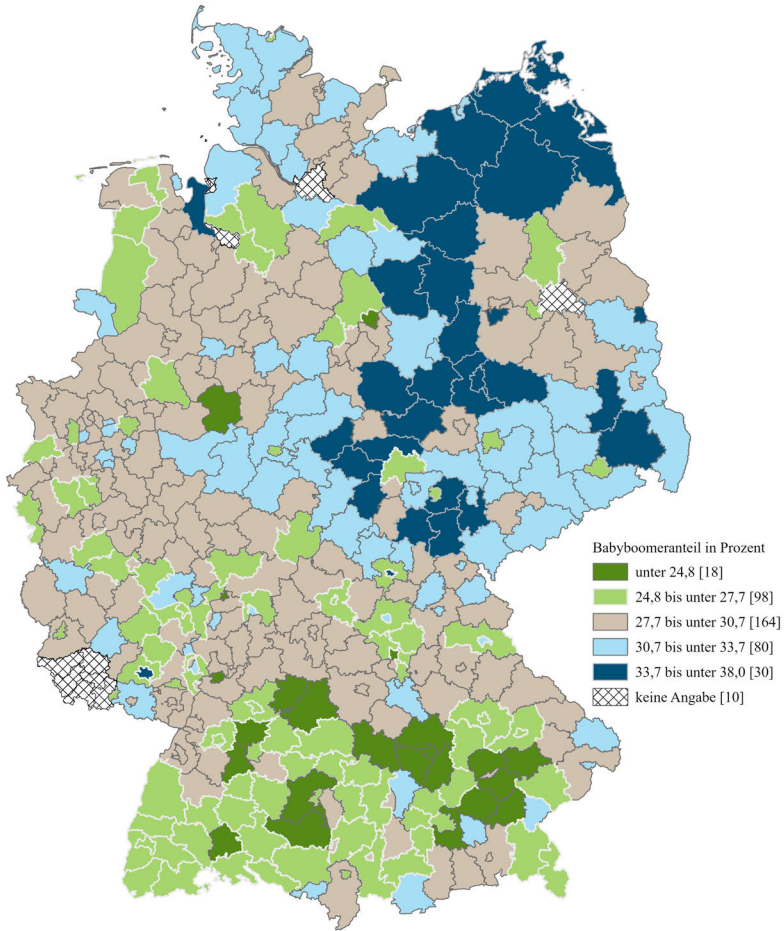 Babyboomeranteil in Prozent
unter 24,8 [18]
24,8 bis unter 27,7 [98]
27,7 bis unter 30,7 [164]
30,7 bis unter 33,7 [80]
33,7 bis unter 38,0 [30]
keine Angabe [10]